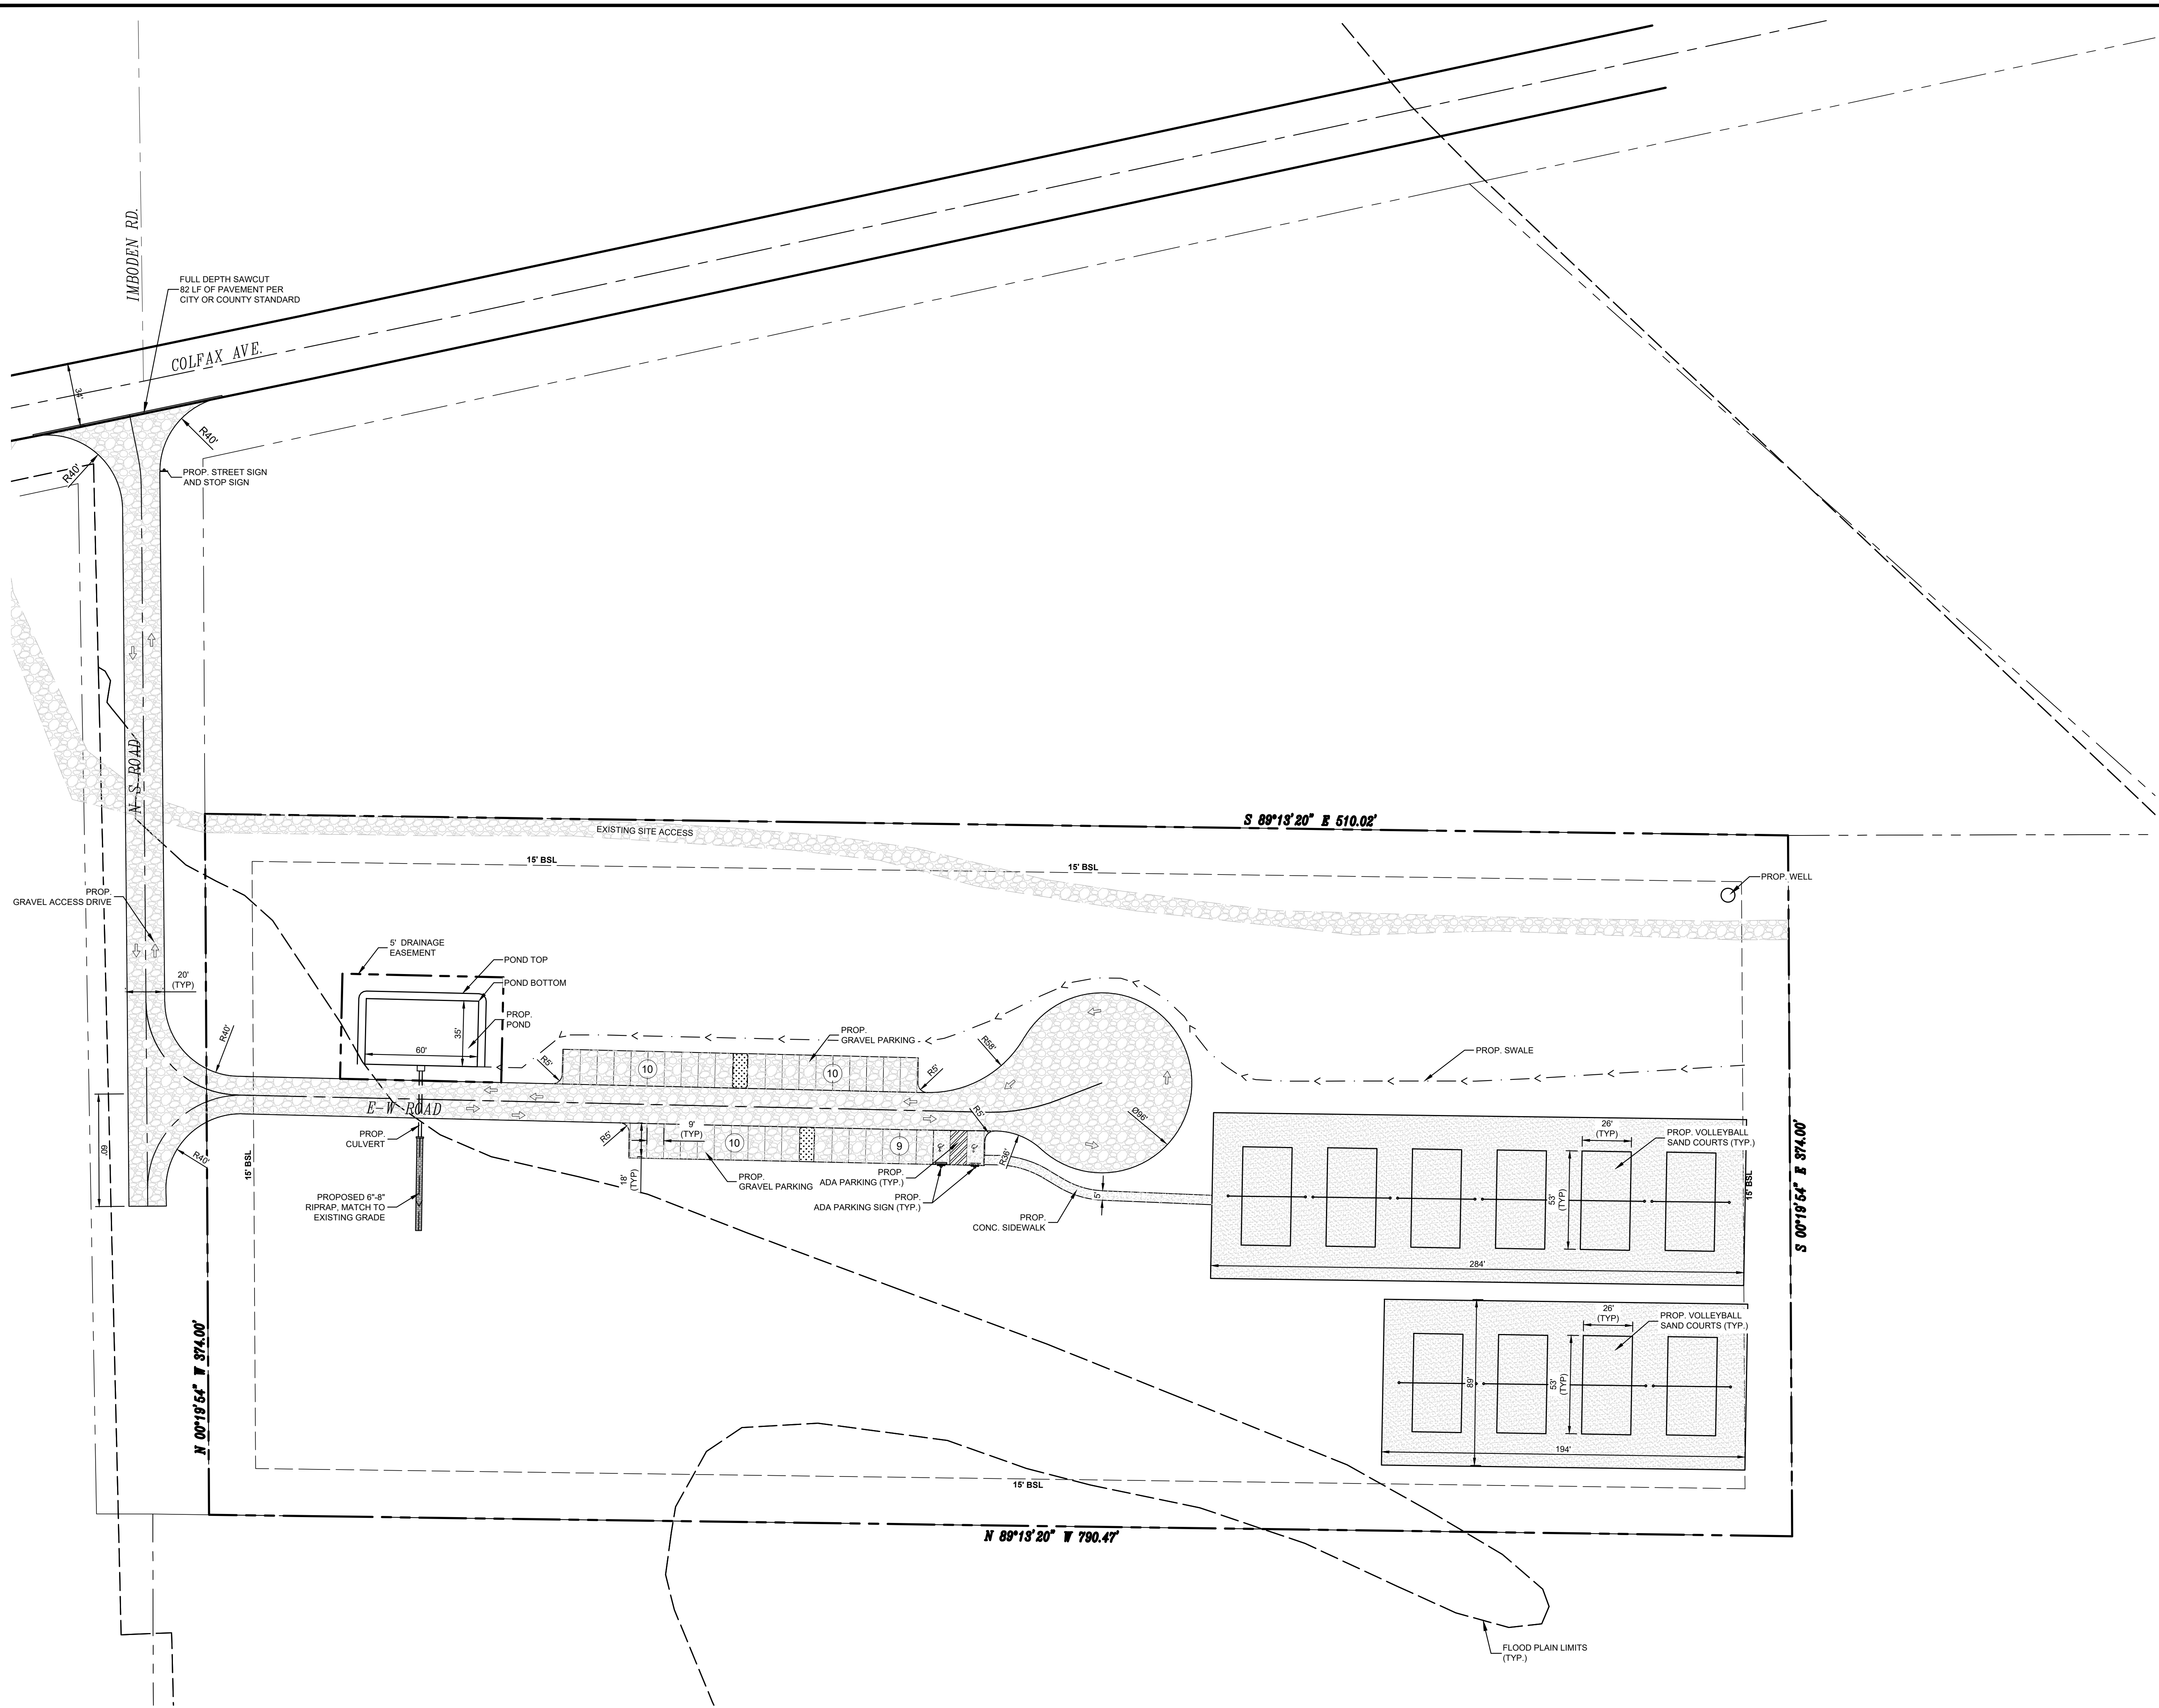 IMBODEN RD.
FULL DEPTH SAWCUT
82 LF OF PAVEMENT PER
CITY OR COUNTY STANDARD
COLFAX AVE.
34'
R40'
R40'
PROP. STREET SIGN
AND STOP SIGN
N-S ROAD
S 89°13'20" E 510.02'
EXISTING SITE ACCESS
15' BSL
15' BSL
PROP. WELL
PROP.
GRAVEL ACCESS DRIVE
5' DRAINAGE
EASEMENT
POND TOP
POND BOTTOM
20'
(TYP)
PROP.
POND
35'
60'
R40'
PROP.
GRAVEL PARKING
R58'
PROP. SWALE
R5'
10
10
R5'
Ø96'
E-W ROAD
60'
R40'
PROP.
CULVERT
R5'
9'
(TYP)
10
9
R5'
R36'
18'
(TYP)
PROP.
GRAVEL PARKING
PROP.
ADA PARKING (TYP.)
PROP.
ADA PARKING SIGN (TYP.)
5'
PROP.
CONC. SIDEWALK
PROPOSED 6"-8"
RIPRAP, MATCH TO
EXISTING GRADE
15' BSL
26'
(TYP)
PROP. VOLLEYBALL
SAND COURTS (TYP.)
53'
(TYP)
284'
15' BSL
S 00°19'54" E 374.00'
26'
(TYP)
PROP. VOLLEYBALL
SAND COURTS (TYP.)
53'
(TYP)
89'
194'
N 00°19'54" W 374.00'
15' BSL
N 89°13'20" W 790.47'
FLOOD PLAIN LIMITS
(TYP.)